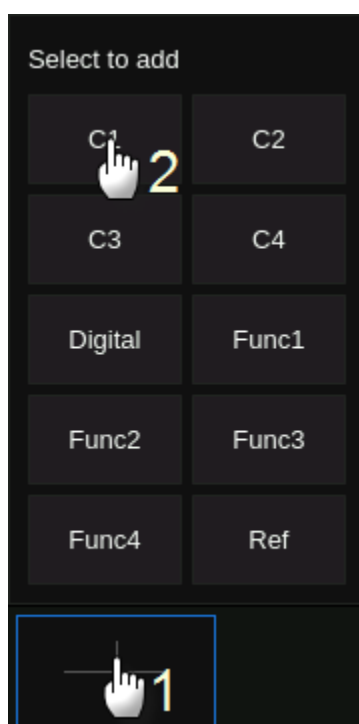 Select to add
C1 C2
2
C3 C4
Digital Func1
Func2 Func3
Func4 Ref
1